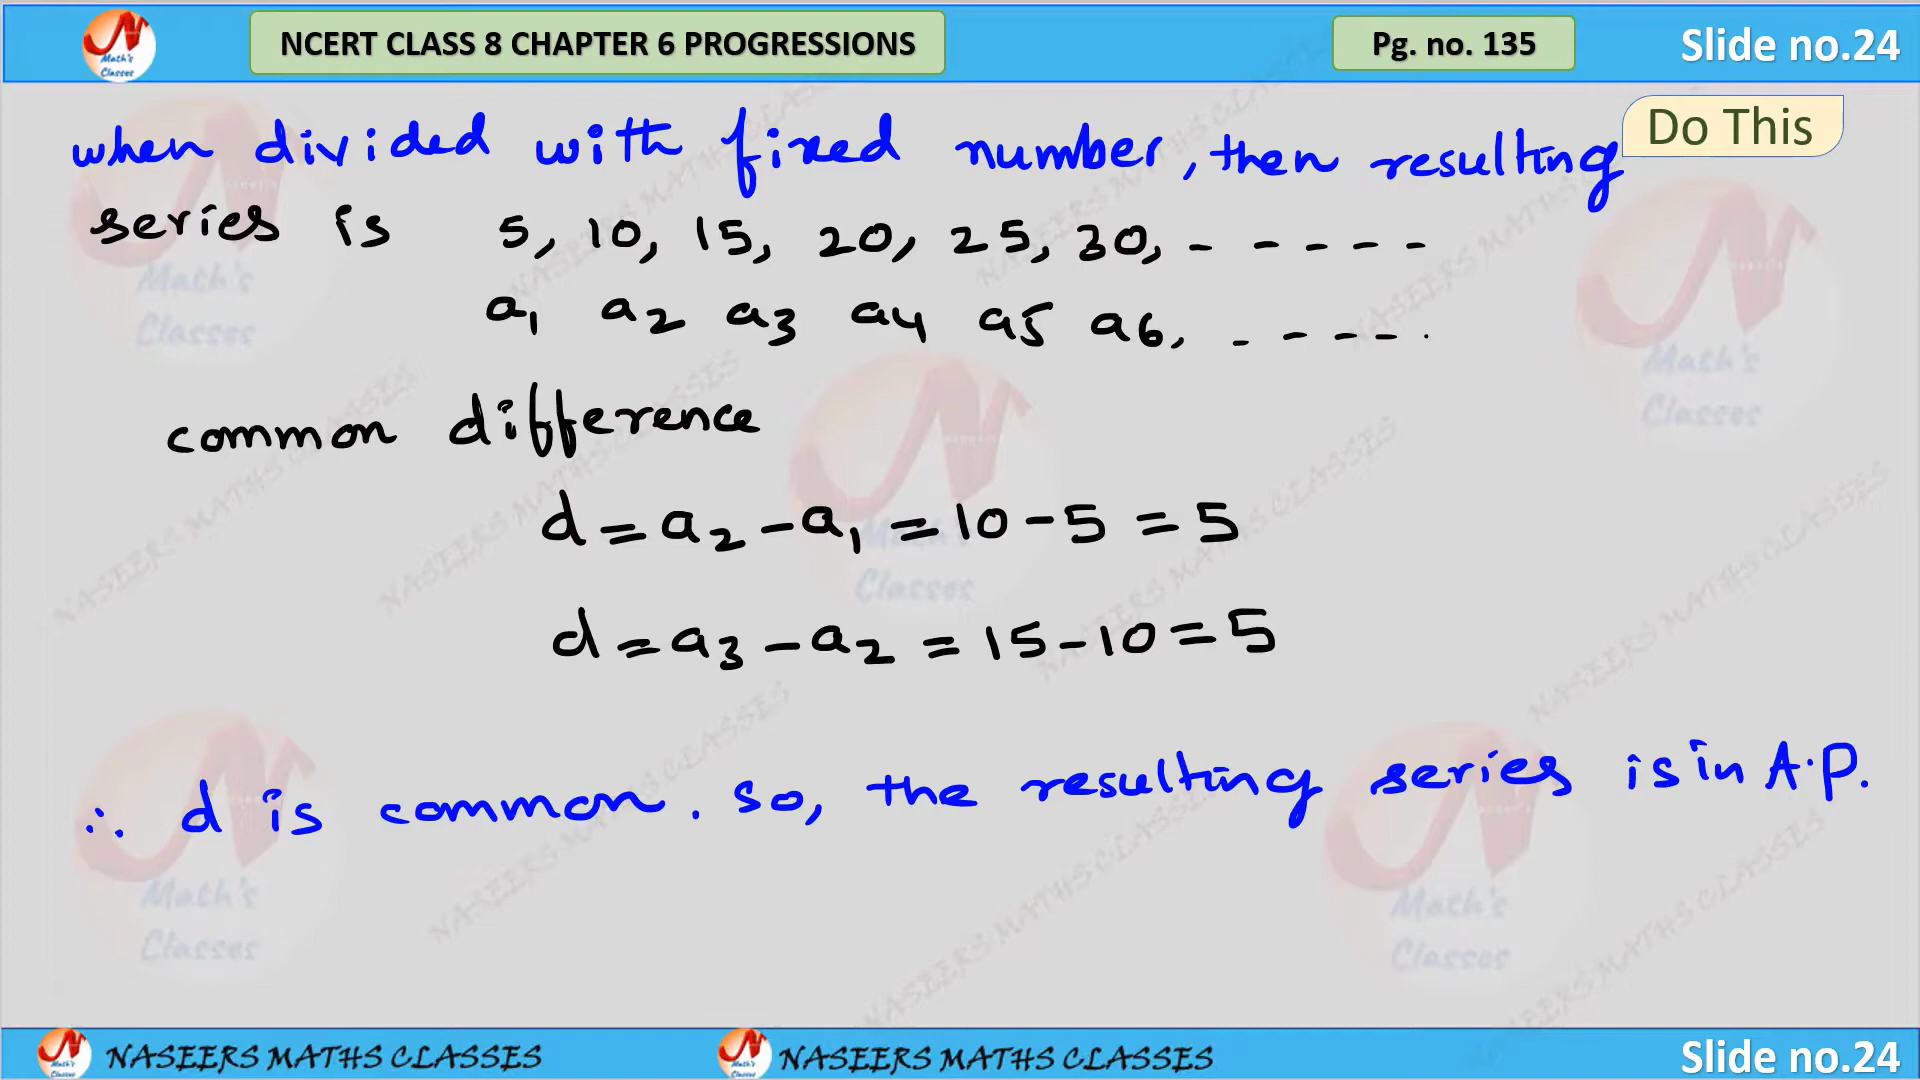 N Math's Classes
NCERT CLASS 8 CHAPTER 6 PROGRESSIONS
Pg. no. 135
Slide no.24
Do This
when divided with fixed number, then resulting
series is 5, 10, 15, 20, 25, 30, - - - - -
a1 a2 a3 a4 a5 a6, - - - - .
common difference
d = a2 - a1 = 10 - 5 = 5
d = a3 - a2 = 15 - 10 = 5
∴ d is common. so, the resulting series is in A.P.
NASEERS MATHS CLASSES
NASEERS MATHS CLASSES
Slide no.24